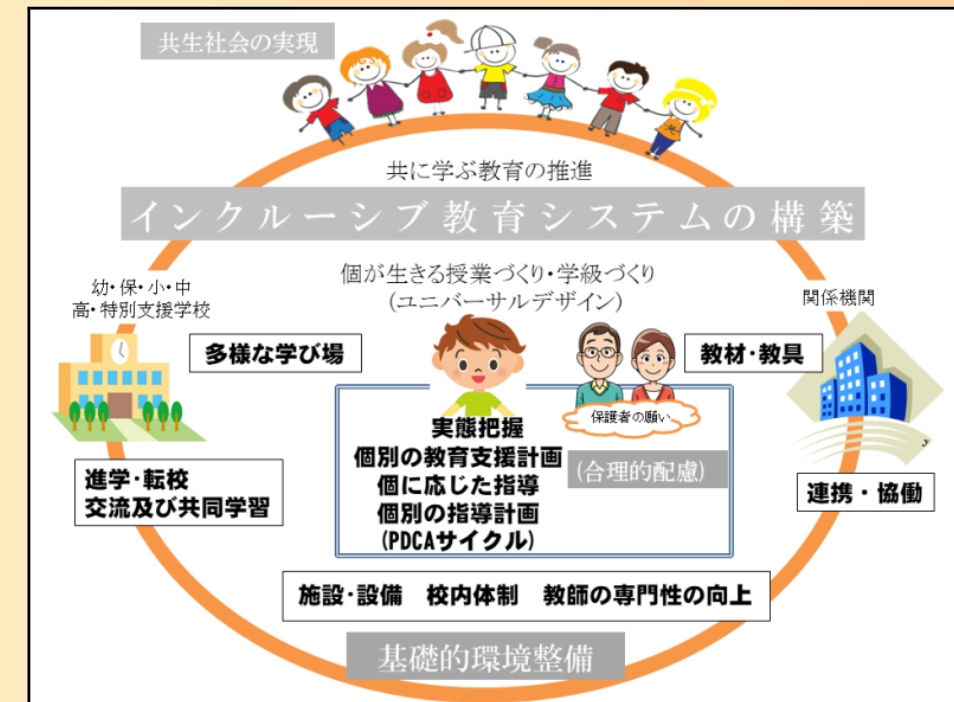 共生社会の実現
共に学ぶ教育の推進
インクルーシブ教育システムの構築
個が生きる授業づくり・学級づくり
(ユニバーサルデザイン)
幼・保・小・中
高・特別支援学校
関係機関
多様な学び場
教材・教具
保護者の願い
実態把握
個別の教育支援計画
(合理的配慮)
個に応じた指導
個別の指導計画
(PDCAサイクル)
進学・転校
交流及び共同学習
連携・協働
施設・設備 校内体制 教師の専門性の向上
基礎的環境整備